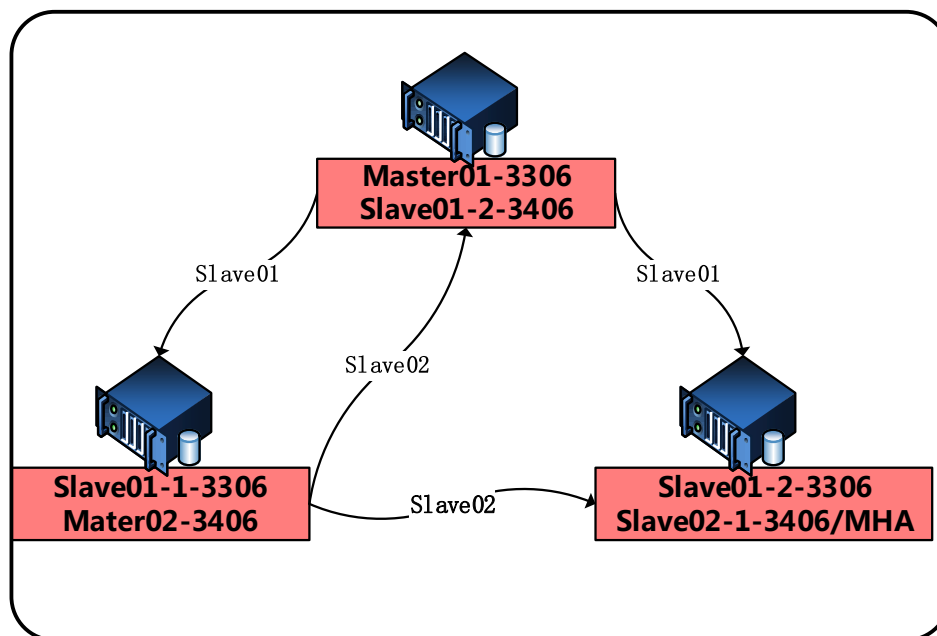 Master01-3306
Slave01-2-3406
Slave01
Slave01
Slave02
Slave01-1-3306
Mater02-3406
Slave02
Slave01-2-3306
Slave02-1-3406/MHA